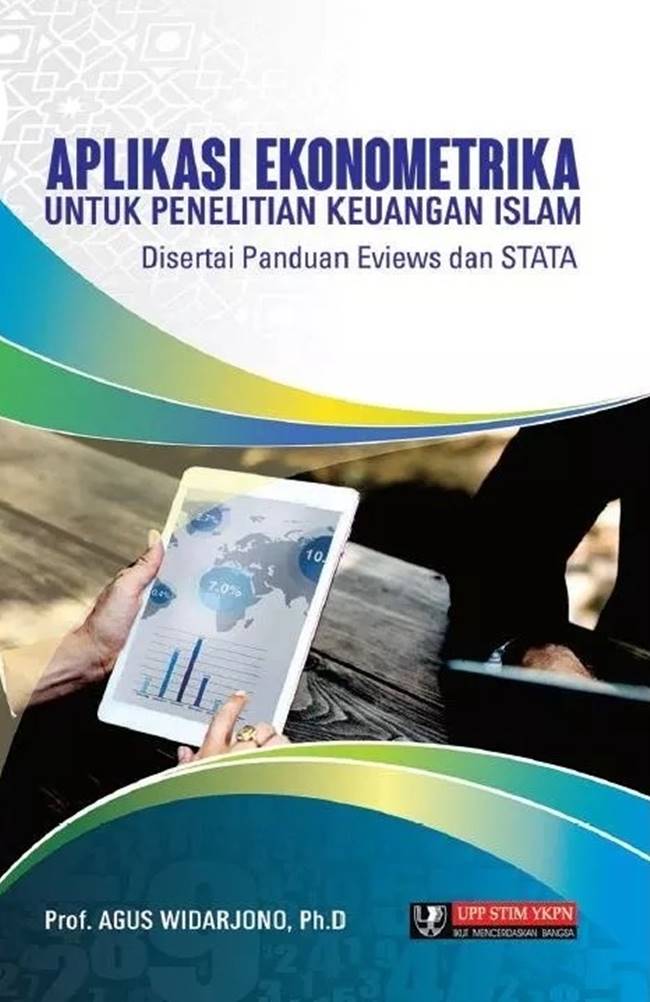 APLIKASI EKONOMETRIKA
UNTUK PENELITIAN KEUANGAN ISLAM
Disertai Panduan Eviews dan STATA
7.0%
10.
Prof. AGUS WIDARJONO, Ph.D
UPP STIM YKPN
IKUT MENCERDASKAN BANGSA